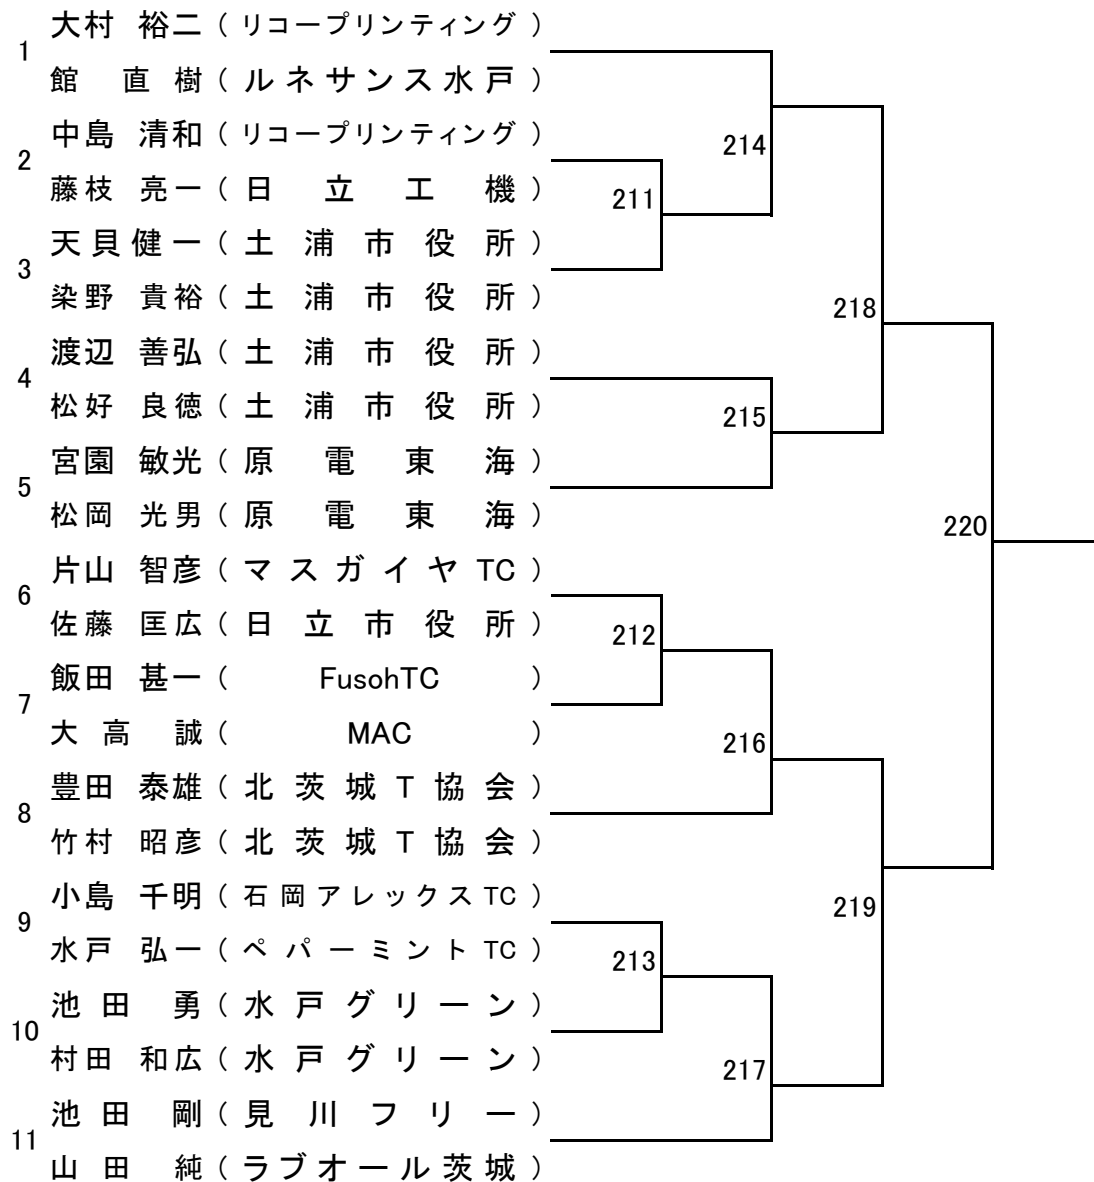 大村 裕二 ( リコープリンティング )
1
館 直樹 ( ルネサンス水戸 )
中島 清和 ( リコープリンティング )
214
2
藤枝 亮一 ( 日立工機 )
211
天貝健一 ( 土浦市役所 )
3
染野 貴裕 ( 土浦市役所 )
218
渡辺 善弘 ( 土浦市役所 )
4
松好 良徳 ( 土浦市役所 )
215
宮園 敏光 ( 原電東海 )
5
松岡 光男 ( 原電東海 )
220
片山 智彦 ( マスガイヤTC )
6
佐藤 匡広 ( 日立市役所 )
212
飯田 甚一 ( FusohTC )
7
大高 誠 ( MAC )
216
豊田 泰雄 ( 北茨城T協会 )
8
竹村 昭彦 ( 北茨城T協会 )
小島 千明 ( 石岡アレックスTC )
219
9
水戸 弘一 ( ペパーミントTC )
213
池田 勇 ( 水戸グリーン )
10
村田 和広 ( 水戸グリーン )
217
池田 剛 ( 見川フリー )
11
山田 純 ( ラブオール茨城 )